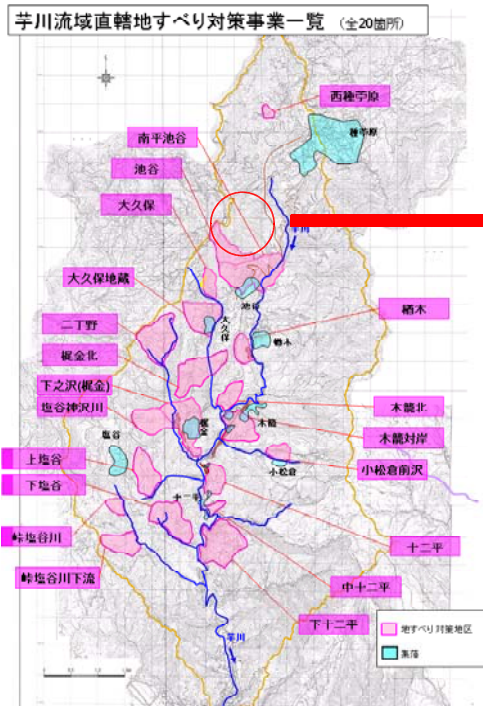 芋川流域直轄地すべり対策事業一覧 (全20箇所)
西種苧原
種苧原
南平池谷
池谷
大久保
芋川
大久保地蔵
池谷
楢木
二丁野
大久保
楢木
梶金北
下之沢(梶金)
木籠北
塩谷神沢川
梶金
木籠
木籠対岸
塩谷
上塩谷
小松倉
小松倉前沢
下塩谷
十二平
峠塩谷川
十二平
峠塩谷川下流
中十二平
下十二平
芋川
地すべり対策地区
集落